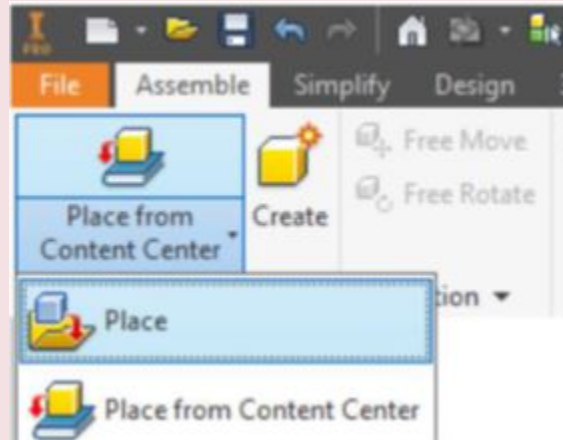 PRO
File Assemble Simplify Design
Place from
Content Center
Create
Free Move
Free Rotate
tion
Place
Place from Content Center